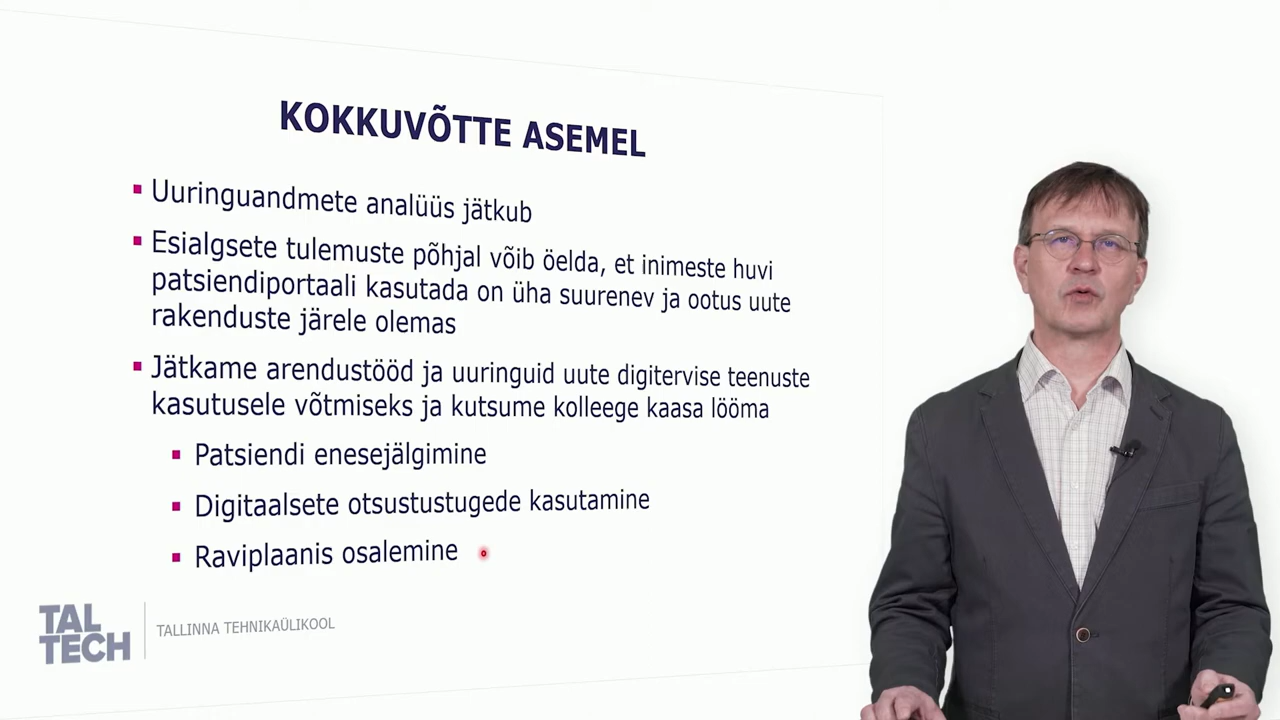 KOKKUVÕTTE ASEMEL
Uuringuandmete analüüs jätkub
Esialgsete tulemuste põhjal võib öelda, et inimeste huvi
patsiendiportaali kasutada on üha suurenev ja ootus uute
rakenduste järele olemas
Jätkame arendustööd ja uuringuid uute digitervise teenuste
kasutusele võtmiseks ja kutsume kolleege kaasa lööma
Patsiendi enesejälgimine
Digitaalsete otsustustugede kasutamine
Raviplaanis osalemine
TAL
TECH
TALLINNA TEHNIKAÜLIKOOL